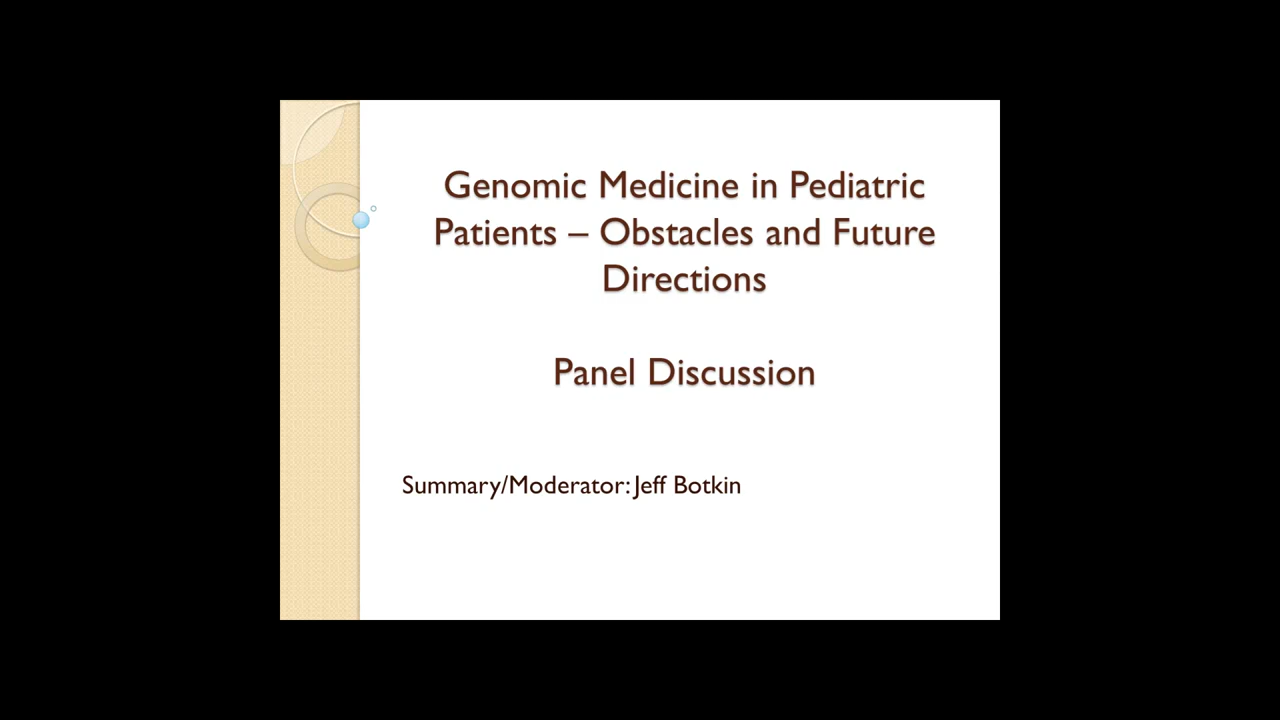 Genomic Medicine in Pediatric
Patients – Obstacles and Future
Directions
Panel Discussion
Summary/Moderator: Jeff Botkin